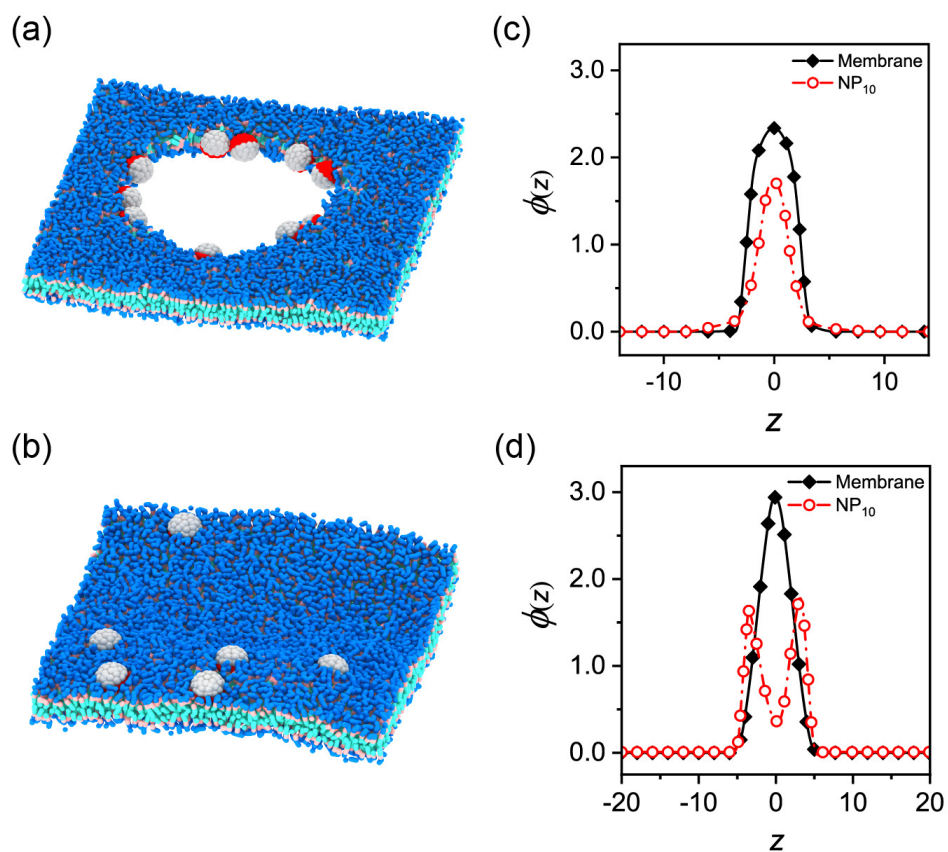 (a)
(c)
3.0
2.0
1.0
0.0
ϕ(z)
Membrane
NP₁₀
-10
0
10
z
(b)
(d)
3.0
2.0
1.0
0.0
ϕ(z)
Membrane
NP₁₀
-20
-10
0
10
20
z